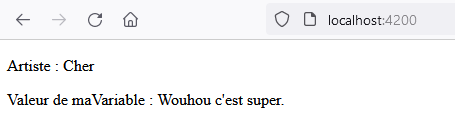 localhost:4200
Artiste : Cher
Valeur de maVariable : Wouhou c'est super.